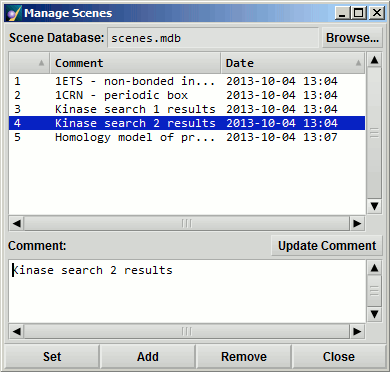 Manage Scenes
Scene Database: scenes.mdb Browse...
Comment Date
1 1ETS - non-bonded in... 2013-10-04 13:04
2 1CRN - periodic box 2013-10-04 13:04
3 Kinase search 1 results 2013-10-04 13:04
4 Kinase search 2 results 2013-10-04 13:04
5 Homology model of pr... 2013-10-04 13:07
Comment: Update Comment
Kinase search 2 results
Set Add Remove Close